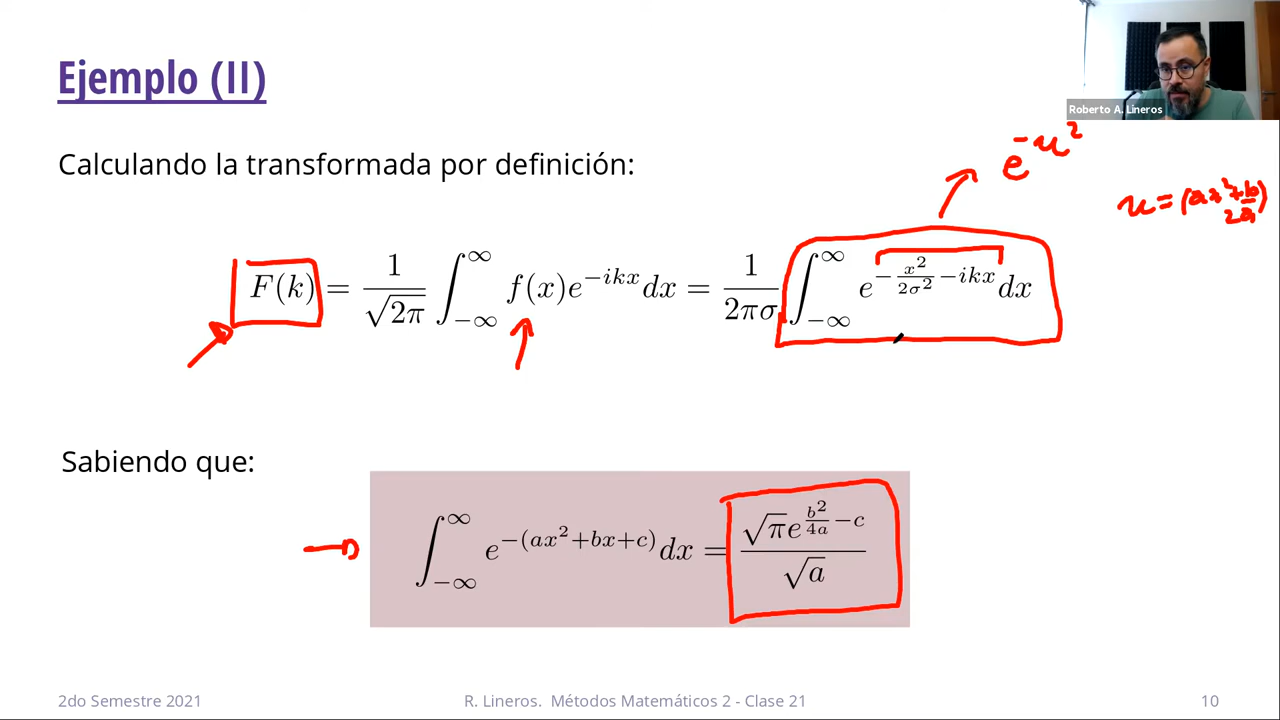 Ejemplo (II)
Roberto A. Lineros
Calculando la transformada por definición:
e^{-u^2}
F(k) = \frac{1}{\sqrt{2\pi}} \int_{-\infty}^{\infty} f(x)e^{-ikx}dx = \frac{1}{2\pi\sigma} \int_{-\infty}^{\infty} e^{-\frac{x^2}{2\sigma^2}-ikx}dx
Sabiendo que:
\int_{-\infty}^{\infty} e^{-(ax^2+bx+c)}dx = \frac{\sqrt{\pi}e^{\frac{b^2}{4a}-c}}{\sqrt{a}}
2do Semestre 2021
R. Lineros. Métodos Matemáticos 2 - Clase 21
10